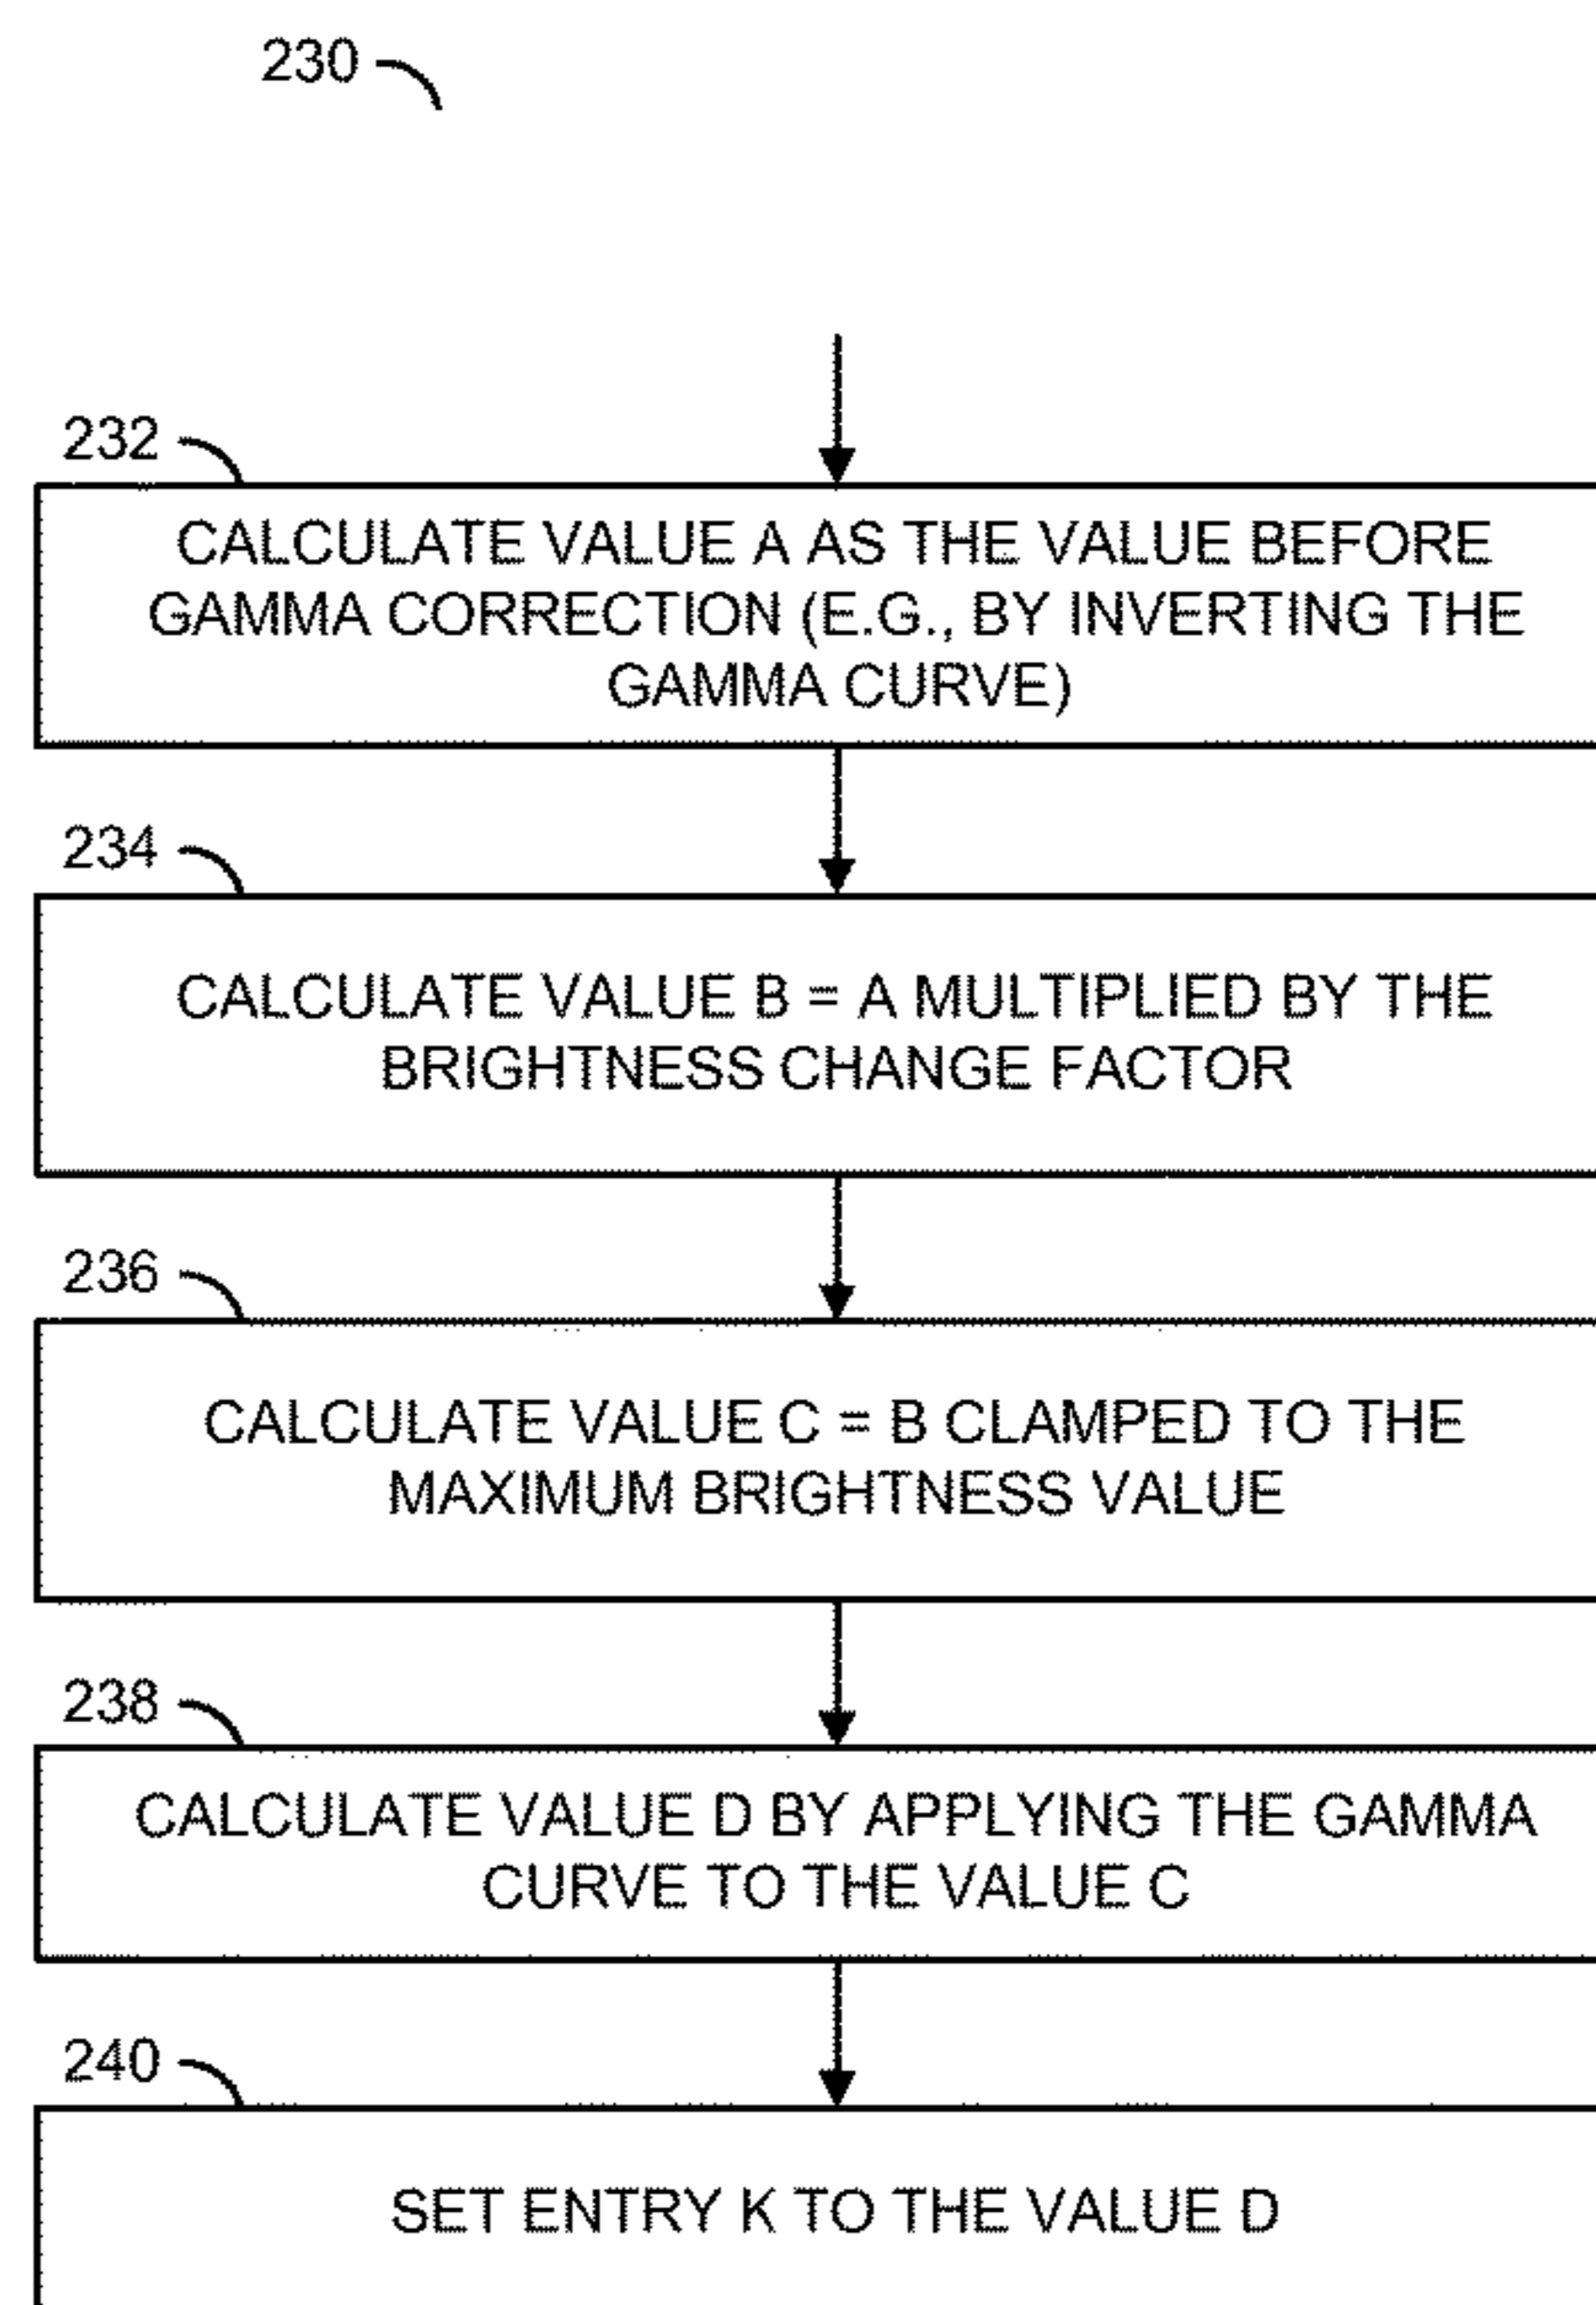 230
232
CALCULATE VALUE A AS THE VALUE BEFORE
GAMMA CORRECTION (E.G., BY INVERTING THE
GAMMA CURVE)
234
CALCULATE VALUE B = A MULTIPLIED BY THE
BRIGHTNESS CHANGE FACTOR
236
CALCULATE VALUE C = B CLAMPED TO THE
MAXIMUM BRIGHTNESS VALUE
238
CALCULATE VALUE D BY APPLYING THE GAMMA
CURVE TO THE VALUE C
240
SET ENTRY K TO THE VALUE D